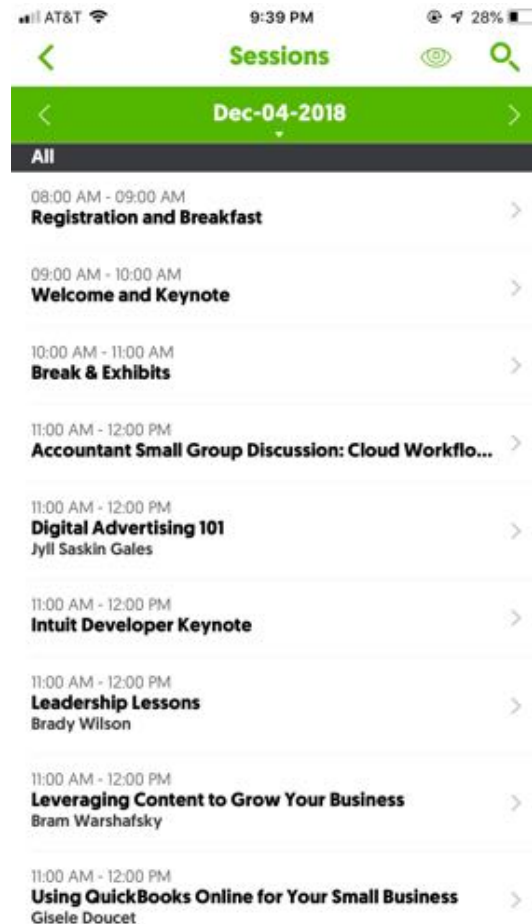 AT&T 9:39 PM 28%
Sessions
Dec-04-2018
All
08:00 AM - 09:00 AM
Registration and Breakfast
09:00 AM - 10:00 AM
Welcome and Keynote
10:00 AM - 11:00 AM
Break & Exhibits
11:00 AM - 12:00 PM
Accountant Small Group Discussion: Cloud Workflo...
11:00 AM - 12:00 PM
Digital Advertising 101
Jyll Saskin Gales
11:00 AM - 12:00 PM
Intuit Developer Keynote
11:00 AM - 12:00 PM
Leadership Lessons
Brady Wilson
11:00 AM - 12:00 PM
Leveraging Content to Grow Your Business
Bram Warshafsky
11:00 AM - 12:00 PM
Using QuickBooks Online for Your Small Business
Gisele Doucet